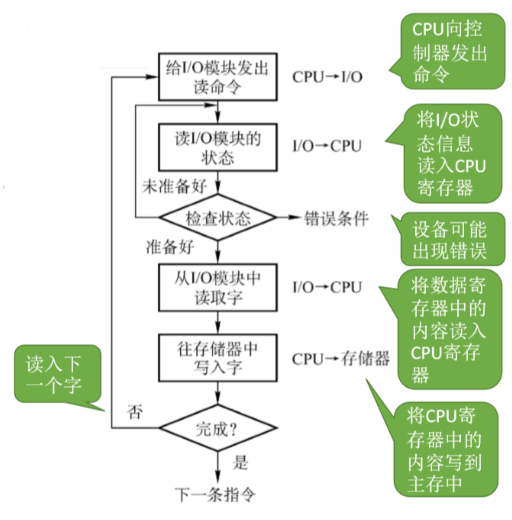 给I/O模块发出
读命令
CPU→I/O
CPU向控
制器发出
命令
读I/O模块的
状态
I/O→CPU
将I/O状
态信息
读入CPU
寄存器
未准备好
检查状态
错误条件
设备可能
出现错误
准备好
从I/O模块中
读取字
I/O→CPU
将数据寄
存器中的
内容读入
CPU寄存
器
往存储器中
写入字
CPU→存储器
读入下
一个字
否
完成?
将CPU寄
存器中的
内容写到
主存中
是
下一条指令